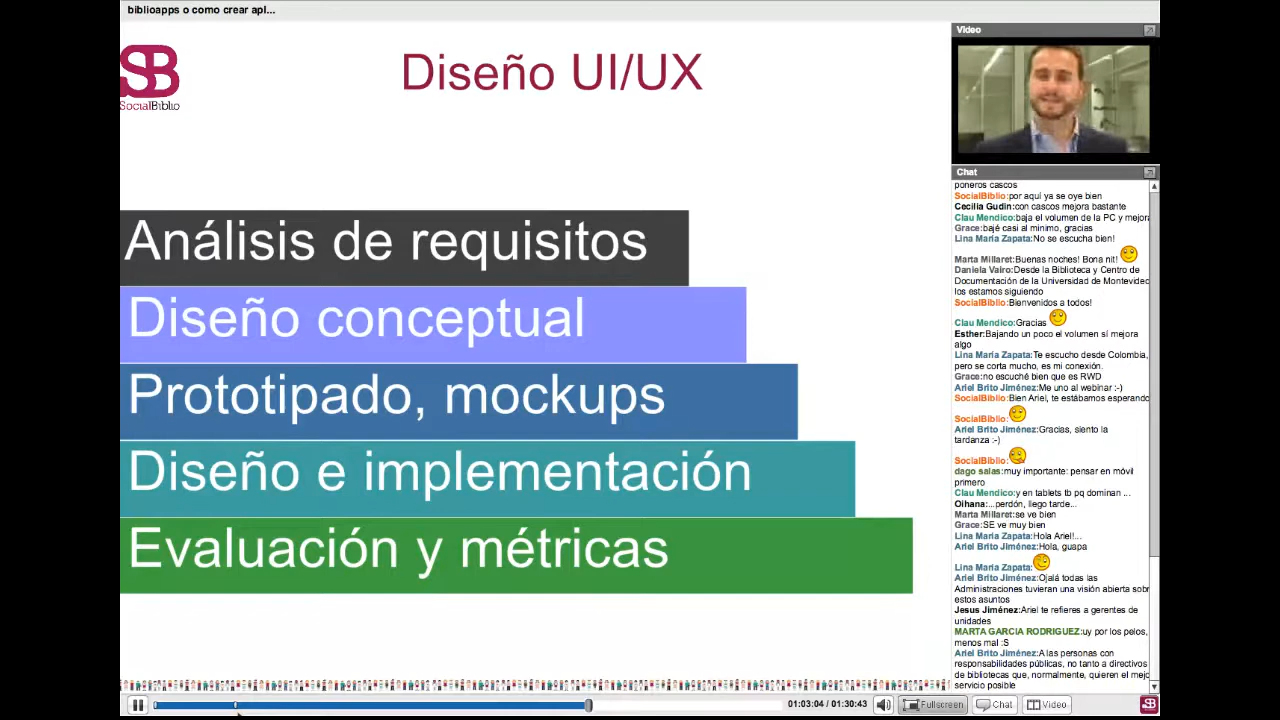 biblioapps o como crear apl...
SB
SocialBiblio
Diseño UI/UX
Análisis de requisitos
Diseño conceptual
Prototipado, mockups
Diseño e implementación
Evaluación y métricas
Video
Chat
poneros cascos
SocialBiblio:por aquí ya se oye bien
Cecilia Gudin:con cascos mejora bastante
Clau Mendico:baja el volumen de la PC y mejora
Grace:bajé casi al minimo, gracias
Lina María Zapata:No se escucha bien!
Marta Millaret:Buenas noches! Bona nit!
Daniela Vairo:Desde la Biblioteca y Centro de
Documentación de la Universidad de Montevideo
los estamos siguiendo
SocialBiblio:Bienvenidos a todos!
Clau Mendico:Gracias
Esther:Bajando un poco el volumen sí mejora
algo
Lina María Zapata:Te escucho desde Colombia,
pero se corta mucho, es mi conexión.
Grace:no escuché bien que es RWD
Ariel Brito Jiménez:Me uno al webinar :-)
SocialBiblio:Bien Ariel, te estábamos esperando
SocialBiblio:
Ariel Brito Jiménez:Gracias, siento la
tardanza :-)
SocialBiblio:
dago salas:muy importante: pensar en móvil
primero
Clau Mendico:y en tablets tb pq dominan ...
Oihana:...perdón, llego tarde...
Marta Millaret:se ve bien
Grace:SE ve muy bien
Lina María Zapata:Hola Ariel!...
Ariel Brito Jiménez:Hola, guapa
Lina María Zapata:
Ariel Brito Jiménez:Ojalá todas las
Administraciones tuvieran una visión abierta sobr
estos asuntos
Jesus Jiménez:Ariel te refieres a gerentes de
unidades
MARTA GARCIA RODRIGUEZ:uy por los pelos,
menos mal :S
Ariel Brito Jiménez:A las personas con
responsabilidades públicas, no tanto a directivos
de bibliotecas que, normalmente, quieren el mejo
servicio posible
01:03:04 / 01:30:43
Fullscreen
Chat
Video
SB